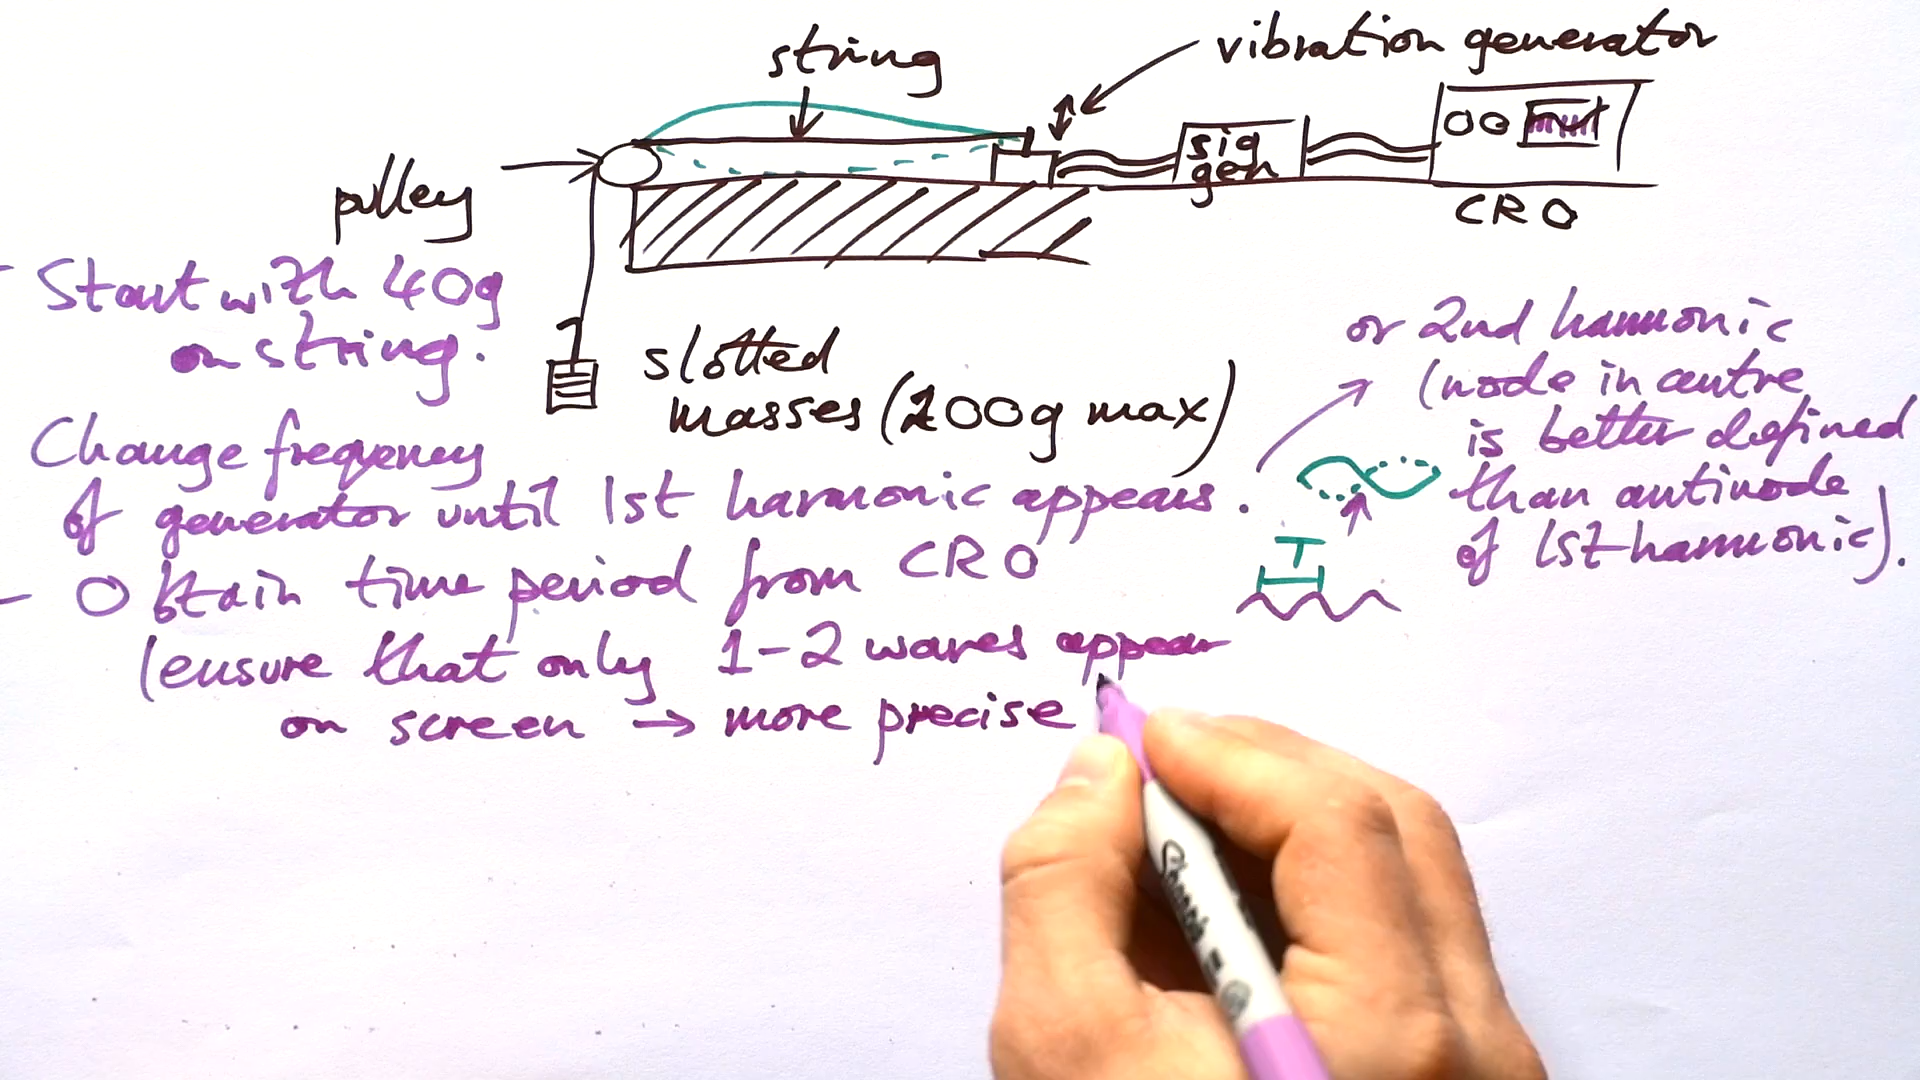 string
vibration generator
pulley
sig
gen
CRO
- Start with 40g
on string.
slotted
masses (200g max)
Change frequency
of generator until 1st harmonic appears.
or 2nd harmonic
(node in centre
is better defined
than antinode
of 1st harmonic).
T
- Obtain time period from CRO
(ensure that only 1-2 waves appear
on screen → more precise
Sharpie